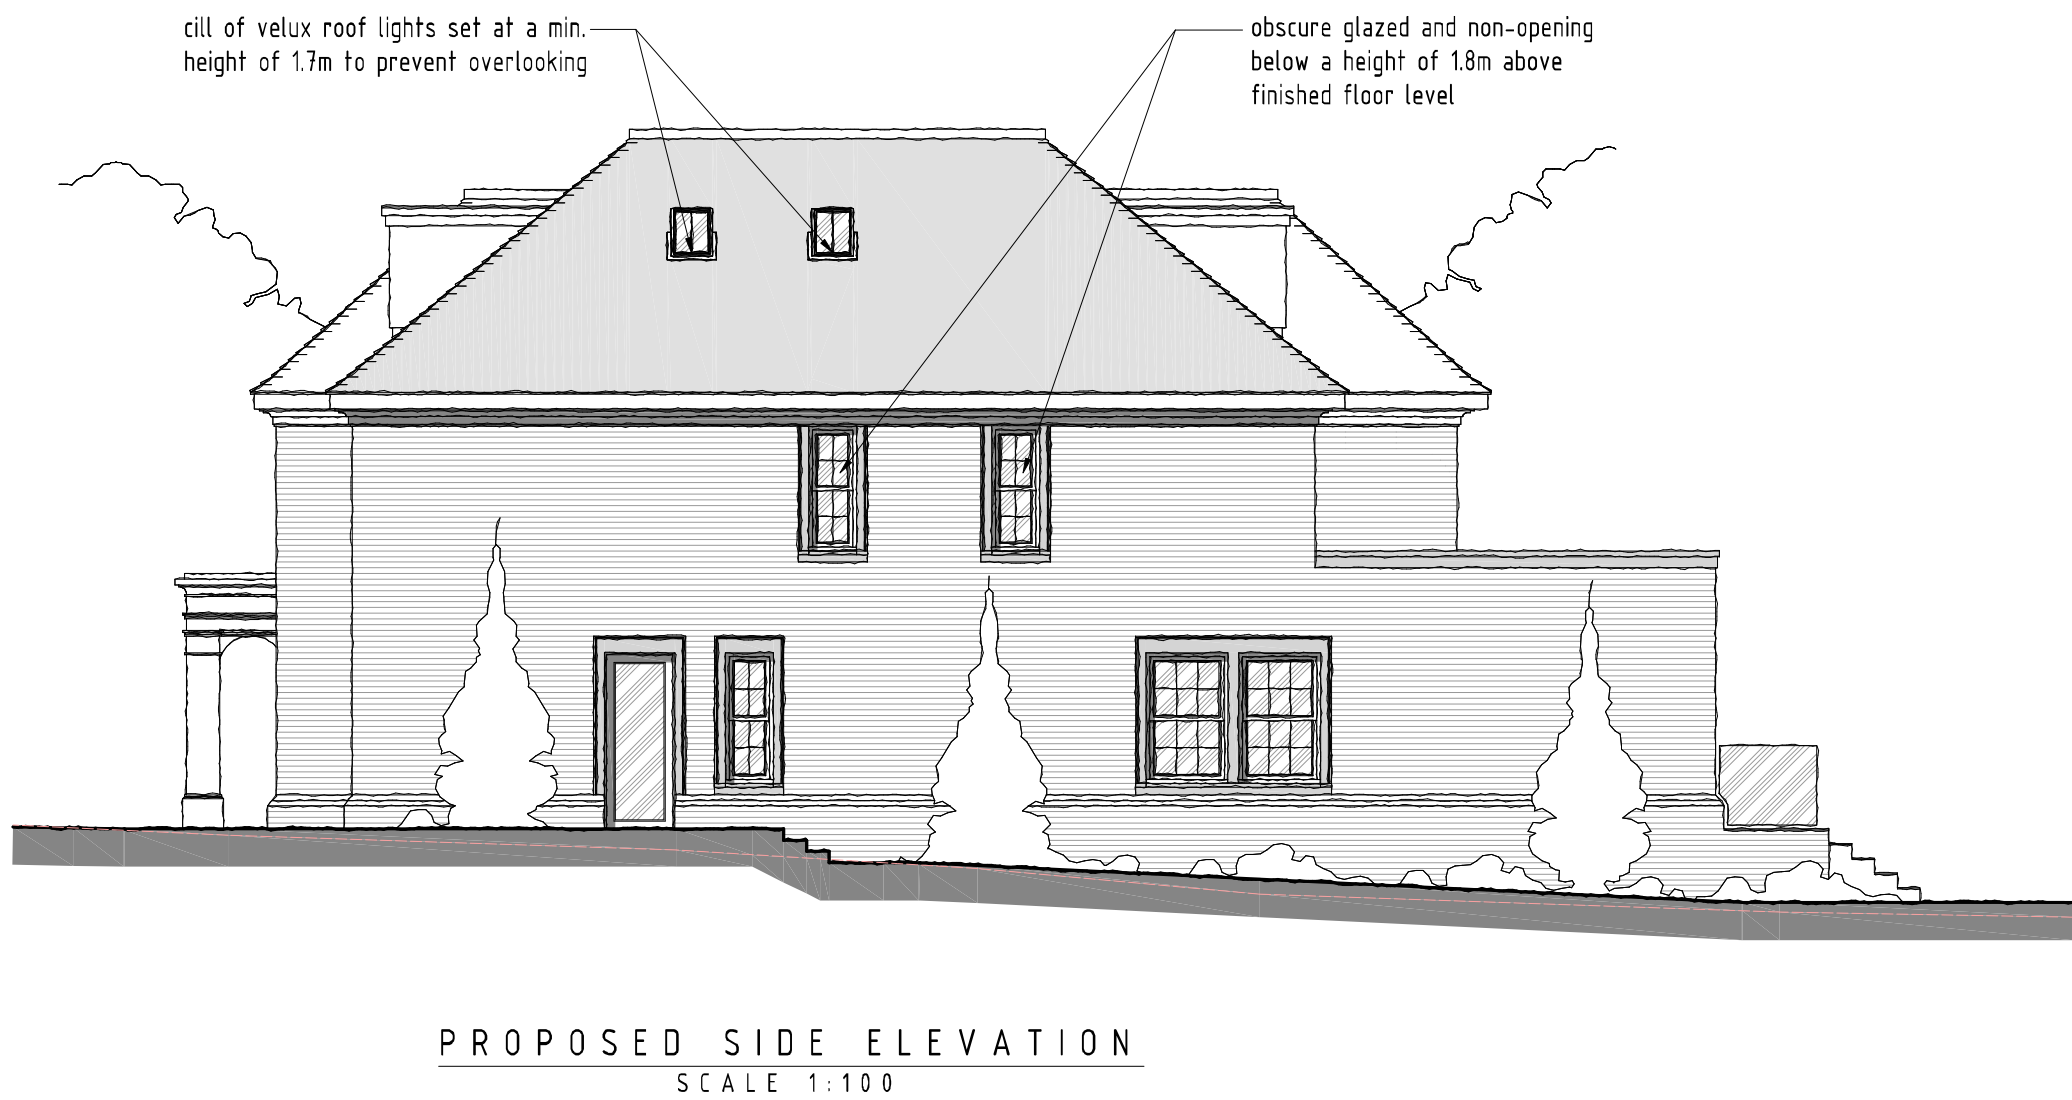 cill of velux roof lights set at a min.
height of 1.7m to prevent overlooking
obscure glazed and non-opening
below a height of 1.8m above
finished floor level
PROPOSED SIDE ELEVATION
SCALE 1:100